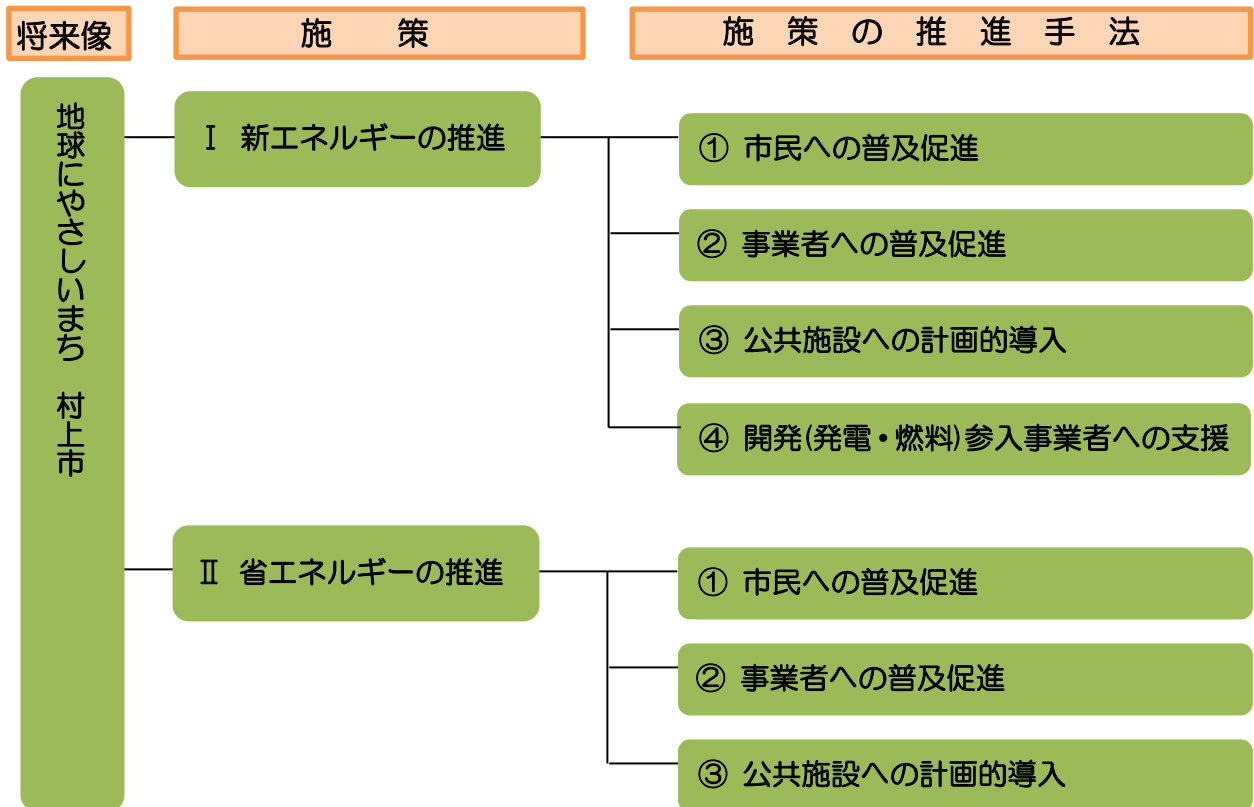 将来像
施　策
施　策　の　推　進　手　法
地球にやさしいまち　村上市
Ⅰ 新エネルギーの推進
① 市民への普及促進
② 事業者への普及促進
③ 公共施設への計画的導入
④ 開発(発電・燃料)参入事業者への支援
Ⅱ 省エネルギーの推進
① 市民への普及促進
② 事業者への普及促進
③ 公共施設への計画的導入